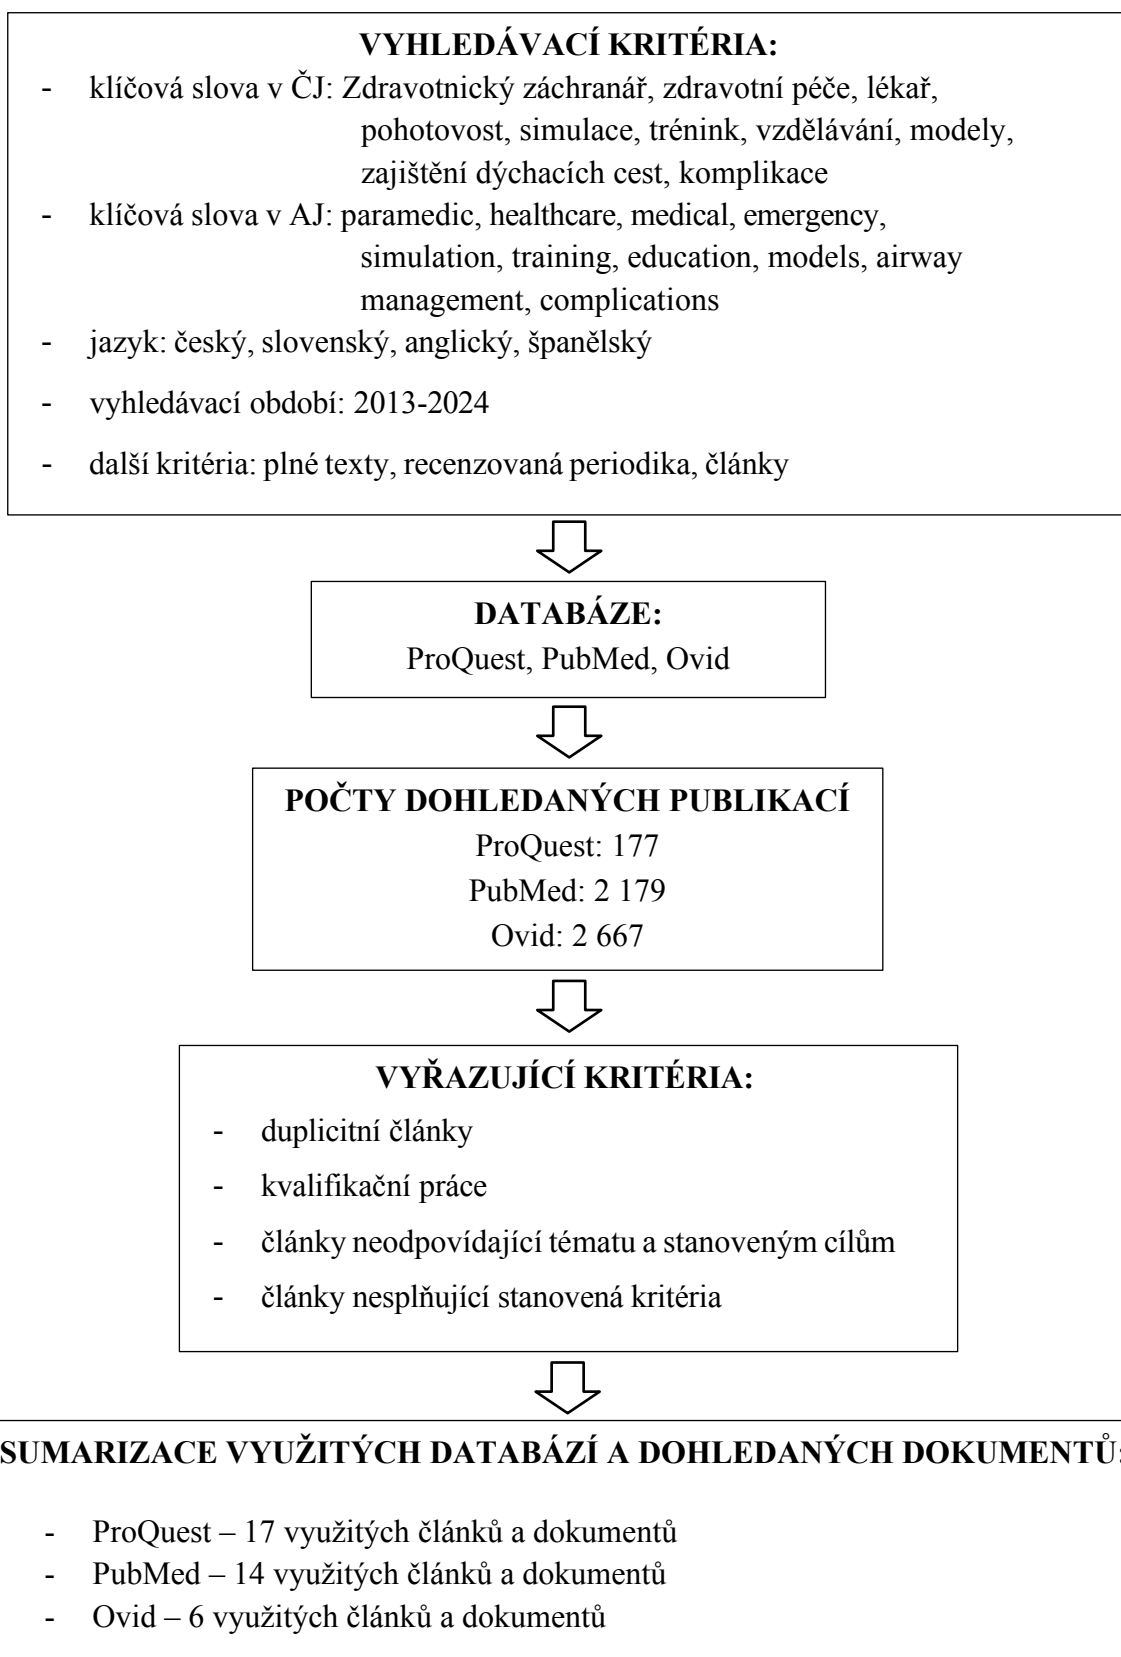 VYHLEDÁVACÍ KRITÉRIA:
- klíčová slova v ČJ: Zdravotnický záchranář, zdravotní péče, lékař,
pohotovost, simulace, trénink, vzdělávání, modely,
zajištění dýchacích cest, komplikace
- klíčová slova v AJ: paramedic, healthcare, medical, emergency,
simulation, training, education, models, airway
management, complications
- jazyk: český, slovenský, anglický, španělský
- vyhledávací období: 2013-2024
- další kritéria: plné texty, recenzovaná periodika, články
DATABÁZE:
ProQuest, PubMed, Ovid
POČTY DOHLEDANÝCH PUBLIKACÍ
ProQuest: 177
PubMed: 2 179
Ovid: 2 667
VYŘAZUJÍCÍ KRITÉRIA:
- duplicitní články
- kvalifikační práce
- články neodpovídající tématu a stanoveným cílům
- články nesplňující stanovená kritéria
SUMARIZACE VYUŽITÝCH DATABÁZÍ A DOHLEDANÝCH DOKUMENTŮ:
- ProQuest – 17 využitých článků a dokumentů
- PubMed – 14 využitých článků a dokumentů
- Ovid – 6 využitých článků a dokumentů